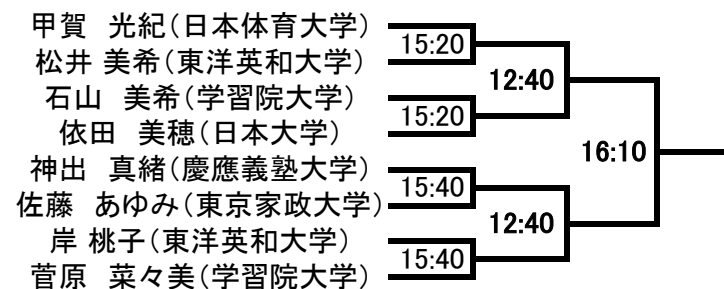 甲賀　光紀（日本体育大学）
15:20
松井 美希（東洋英和大学）
12:40
石山　美希（学習院大学）
15:20
依田　美穂（日本大学）
16:10
神出　真緒（慶應義塾大学）
15:40
佐藤　あゆみ（東京家政大学）
12:40
岸 桃子（東洋英和大学）
15:40
菅原　菜々美（学習院大学）